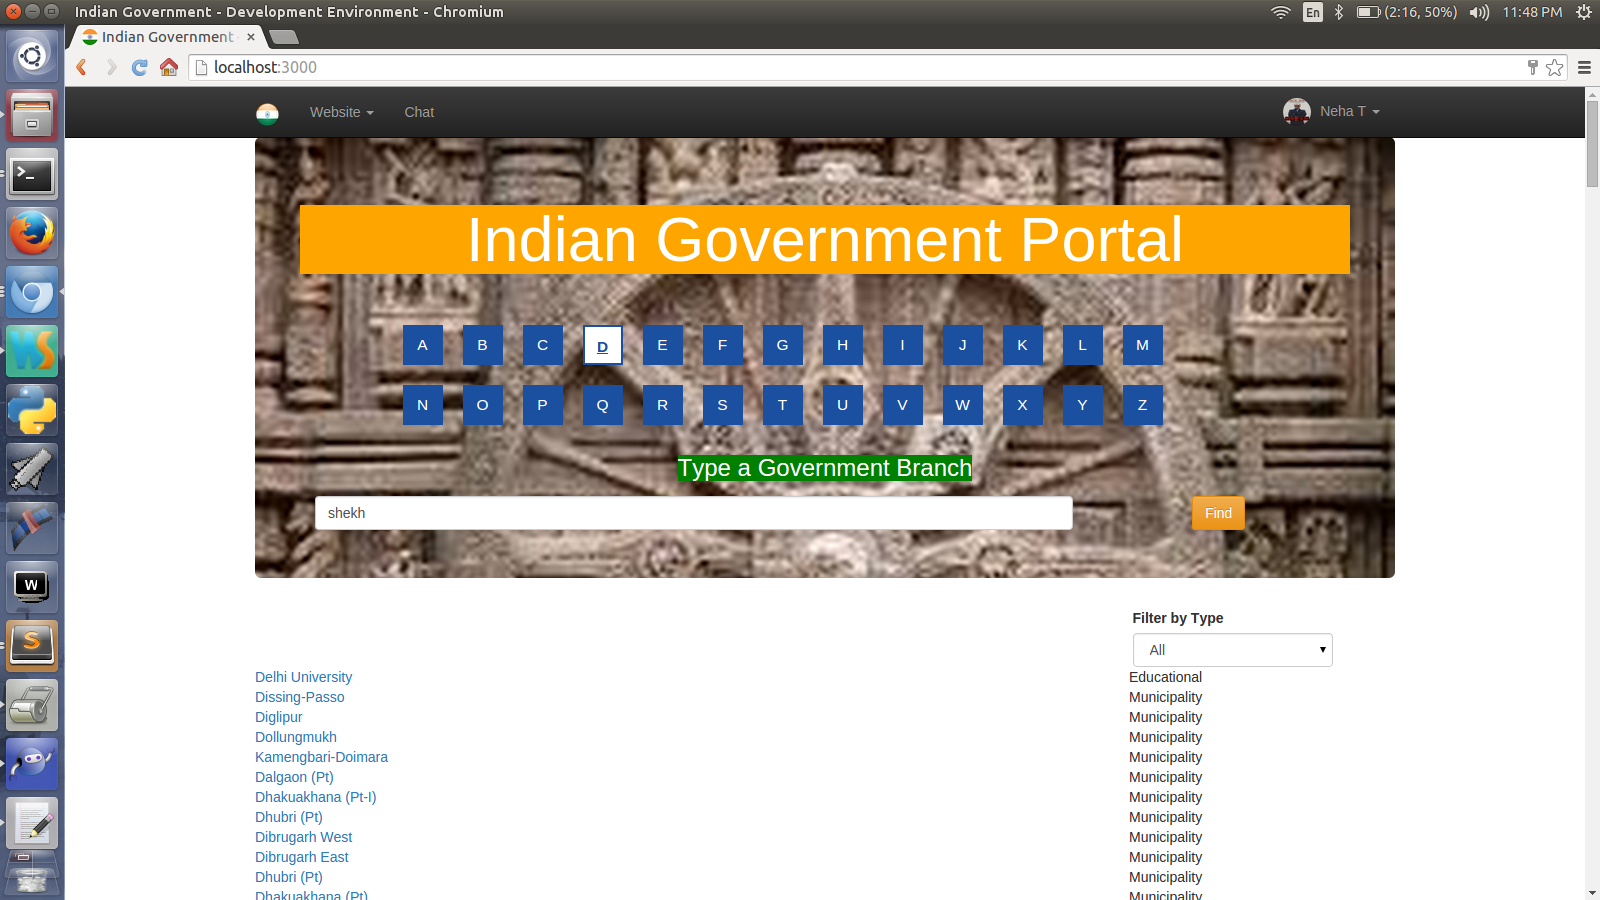 Indian Government - Development Environment - Chromium
En (2:16, 50%) 11:48 PM
Indian Government
localhost:3000
Website Chat Neha T
Indian Government Portal
A B C D E F G H I J K L M
N O P Q R S T U V W X Y Z
Type a Government Branch
shekh Find
Filter by Type
All
Delhi University Educational
Dissing-Passo Municipality
Diglipur Municipality
Dollungmukh Municipality
Kamengbari-Doimara Municipality
Dalgaon (Pt) Municipality
Dhakuakhana (Pt-I) Municipality
Dhubri (Pt) Municipality
Dibrugarh West Municipality
Dibrugarh East Municipality
Dhubri (Pt) Municipality
Dhakuakhana (Pt) Municipality